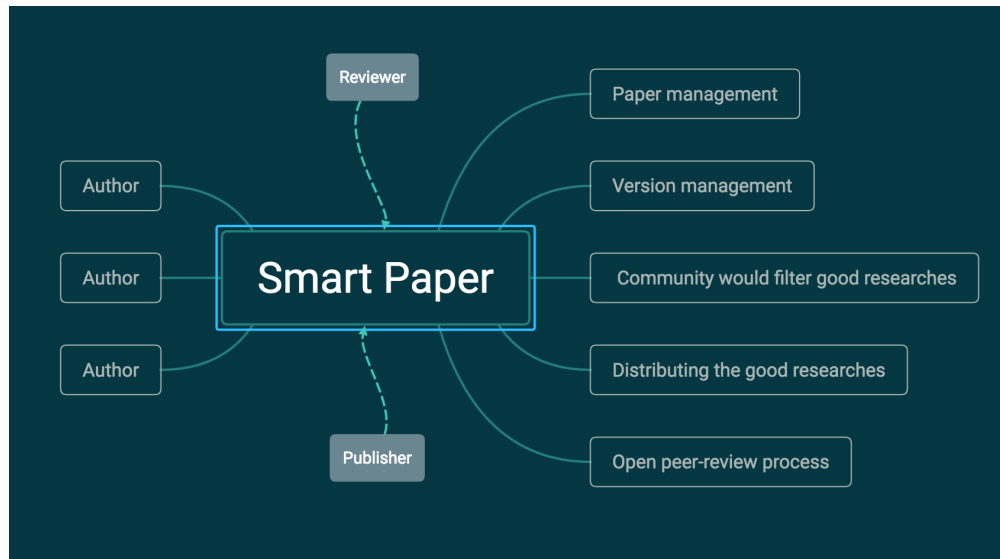 Reviewer
Paper management
Author
Version management
Author
Smart Paper
Community would filter good researches
Author
Distributing the good researches
Publisher
Open peer-review process